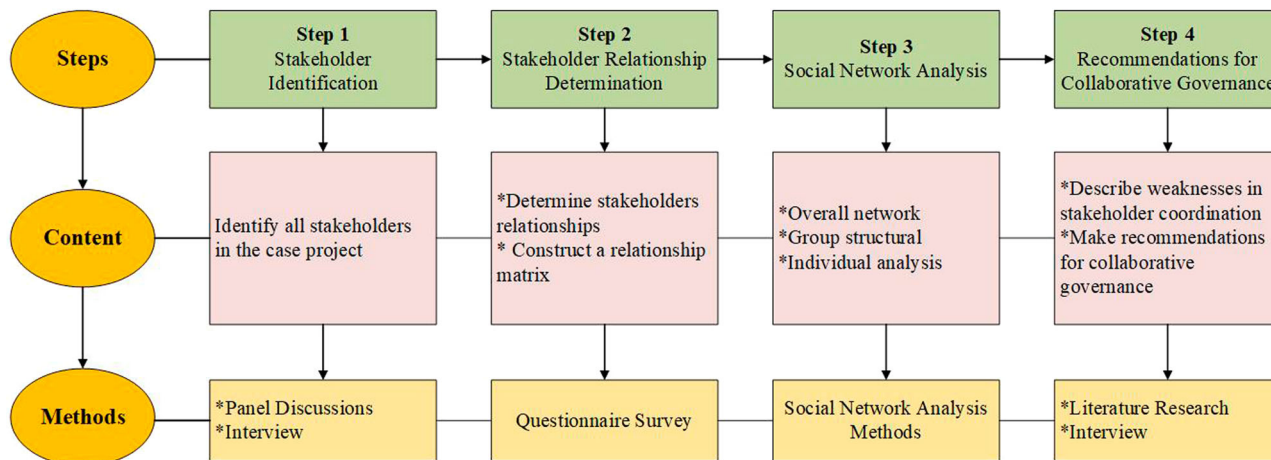 Steps
Step 1
Stakeholder
Identification
Step 2
Stakeholder Relationship
Determination
Step 3
Social Network Analysis
Step 4
Recommendations for
Collaborative Governance
Content
Identify all stakeholders
in the case project
*Determine stakeholders
relationships
* Construct a relationship
matrix
*Overall network
*Group structural
*Individual analysis
*Describe weaknesses in
stakeholder coordination
*Make recommendations
for collaborative
governance
Methods
*Panel Discussions
*Interview
Questionnaire Survey
Social Network Analysis
Methods
*Literature Research
*Interview